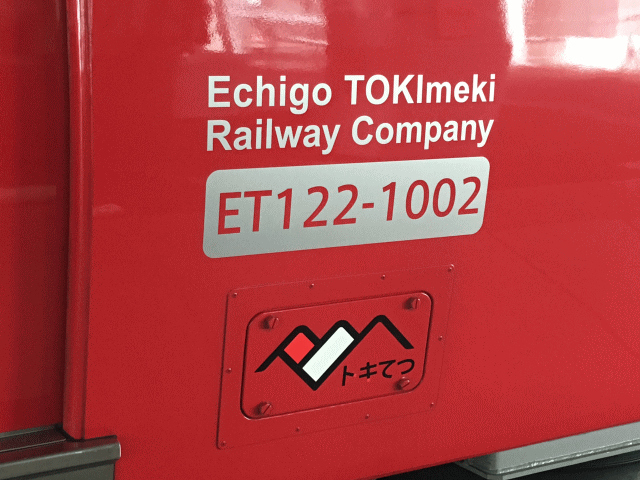 Echigo TOKImeki
Railway Company
ET122-1002
トキてつ